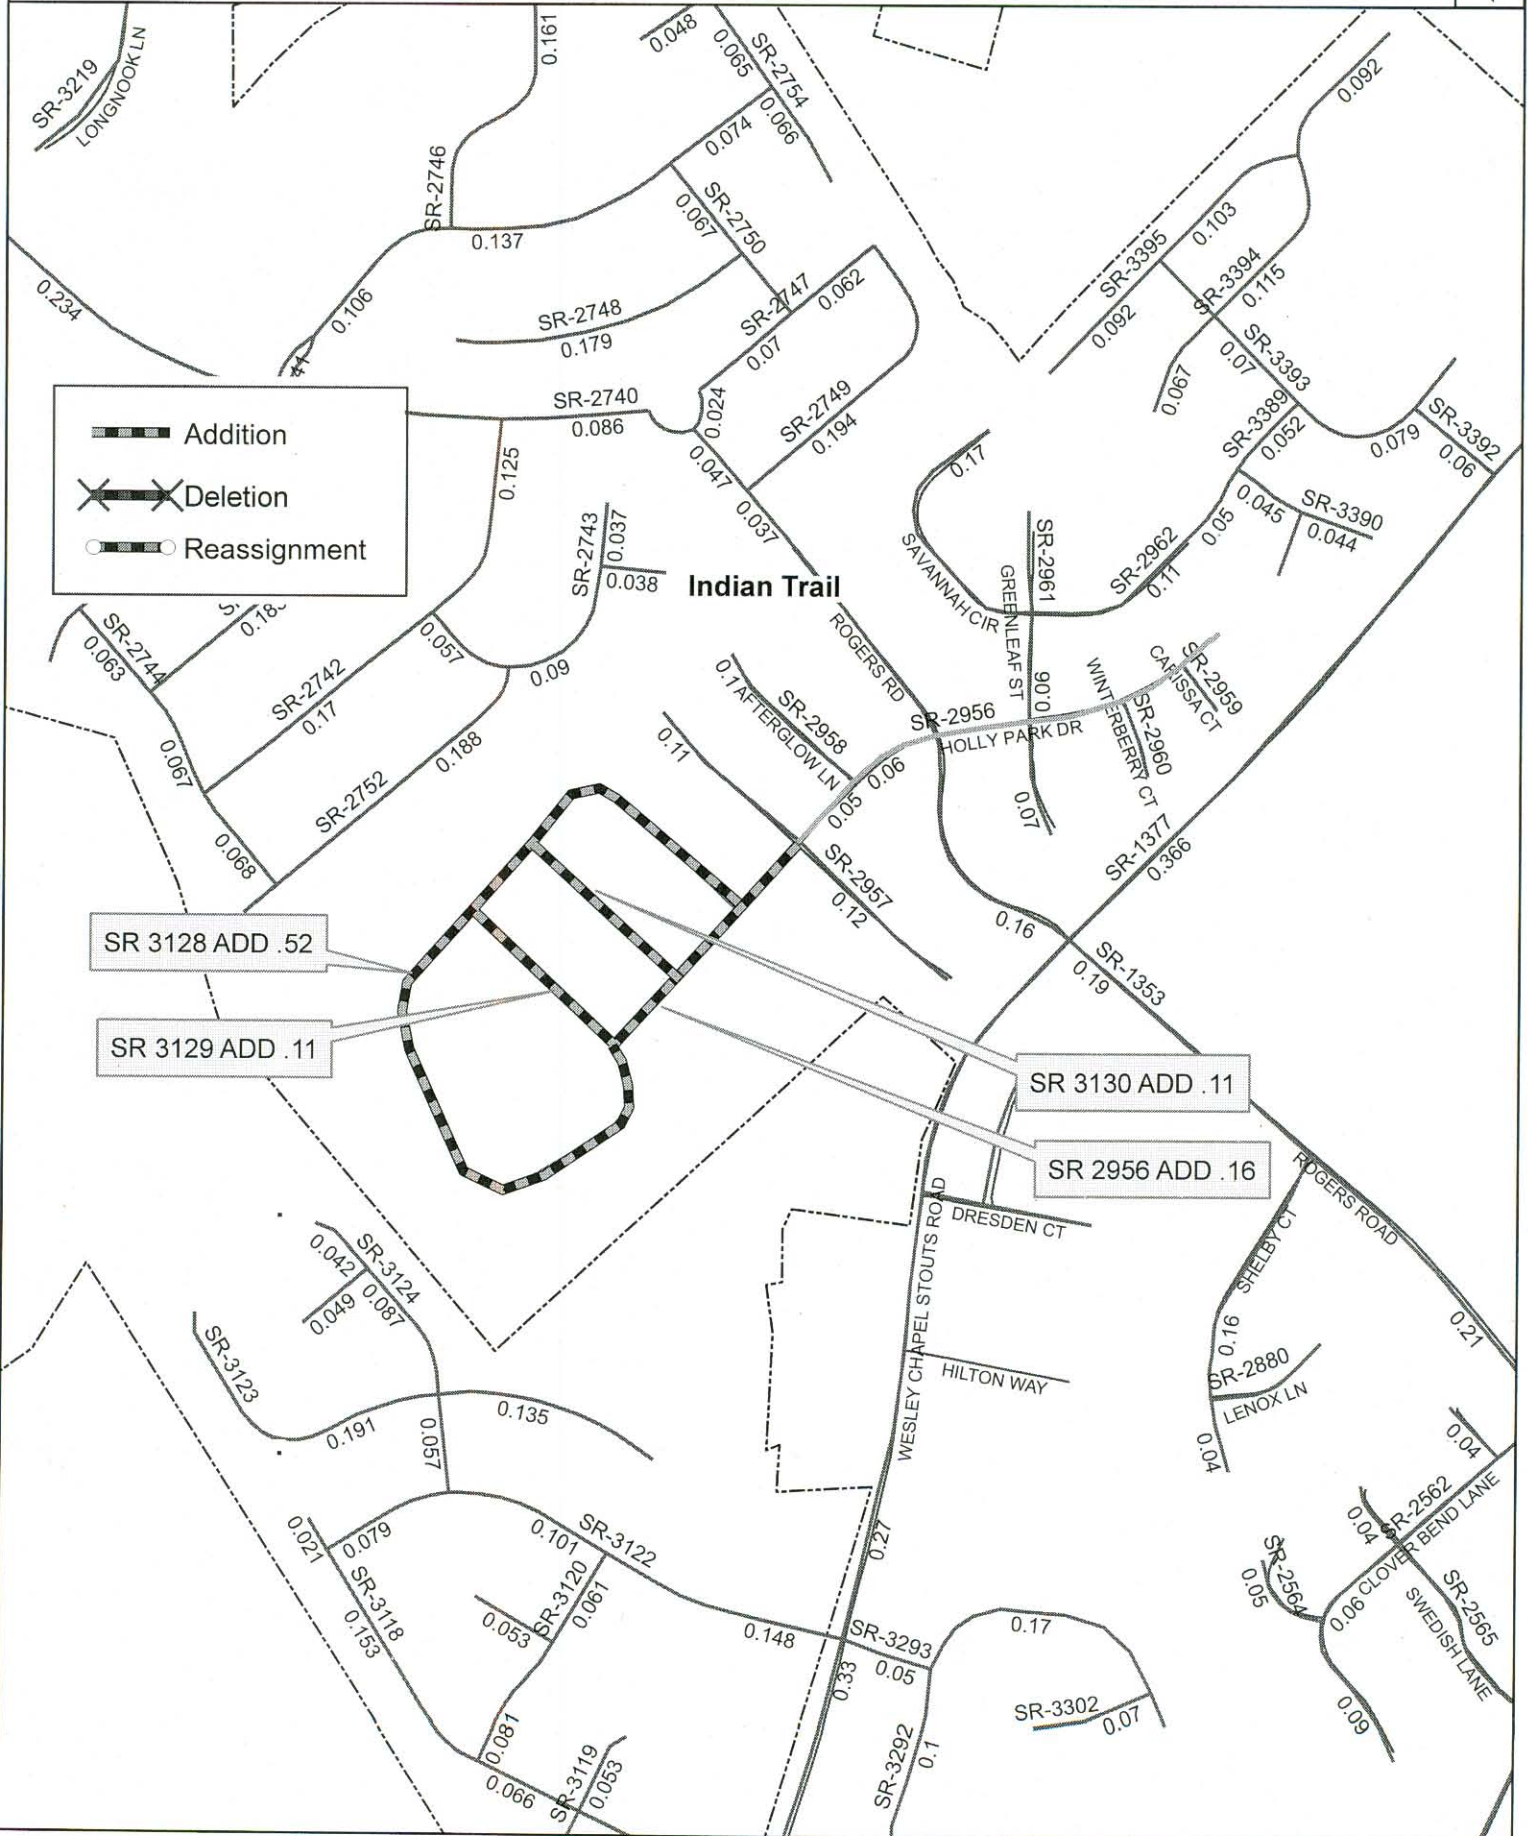 SR-3219
LONGNOOK LN
0.161
0.048
0.065
SR-2754
0.066
0.074
SR-2746
0.137
SR-2750
0.067
0.106
0.234
SR-2748
0.179
SR-2747
0.062
0.07
SR-2740
0.086
0.024
SR-2749
0.194
0.047
0.037
0.125
Addition
Deletion
Reassignment
0.092
0.103
SR-3395
SR-3394
0.115
0.092
SR-3393
0.07
0.067
SR-3389
0.052
0.079
SR-3392
0.06
0.045
SR-3390
0.044
0.05
0.17
SAVANNAH CIR
SR-2961
GREENLEAF ST
SR-2962
0.11
SR-2743
0.037
0.038
Indian Trail
ROGERS RD
SR-2744
0.063
0.067
0.068
SR-2742
0.17
0.057
0.09
SR-2752
0.188
0.1
AFTERGLOW LN
SR-2958
0.11
SR-2956
HOLLY PARK DR
0.06
0.05
0.06
0.07
WINTERBERRY CT
SR-2960
CARISSA CT
SR-2959
SR-1377
0.366
SR-2957
0.12
0.16
SR-1353
0.19
SR 3128 ADD .52
SR 3129 ADD .11
SR 3130 ADD .11
SR 2956 ADD .16
ROGERS ROAD
0.21
DRESDEN CT
SHELBY CT
0.16
WESLEY CHAPEL STOUTS ROAD
HILTON WAY
SR-2880
LENOX LN
0.04
0.04
SR-3124
0.042
0.049
0.087
SR-3123
0.191
0.135
0.057
0.021
0.079
0.101
SR-3122
SR-3120
0.061
0.053
SR-3118
0.153
0.148
0.27
SR-3293
0.05
0.33
0.17
SR-3302
0.07
SR-3292
0.1
0.081
0.066
SR-3119
0.053
SR-2562
CLOVER BEND LANE
0.04
SR-2564
0.05
0.06
SR-2565
SWEDISH LANE
0.09